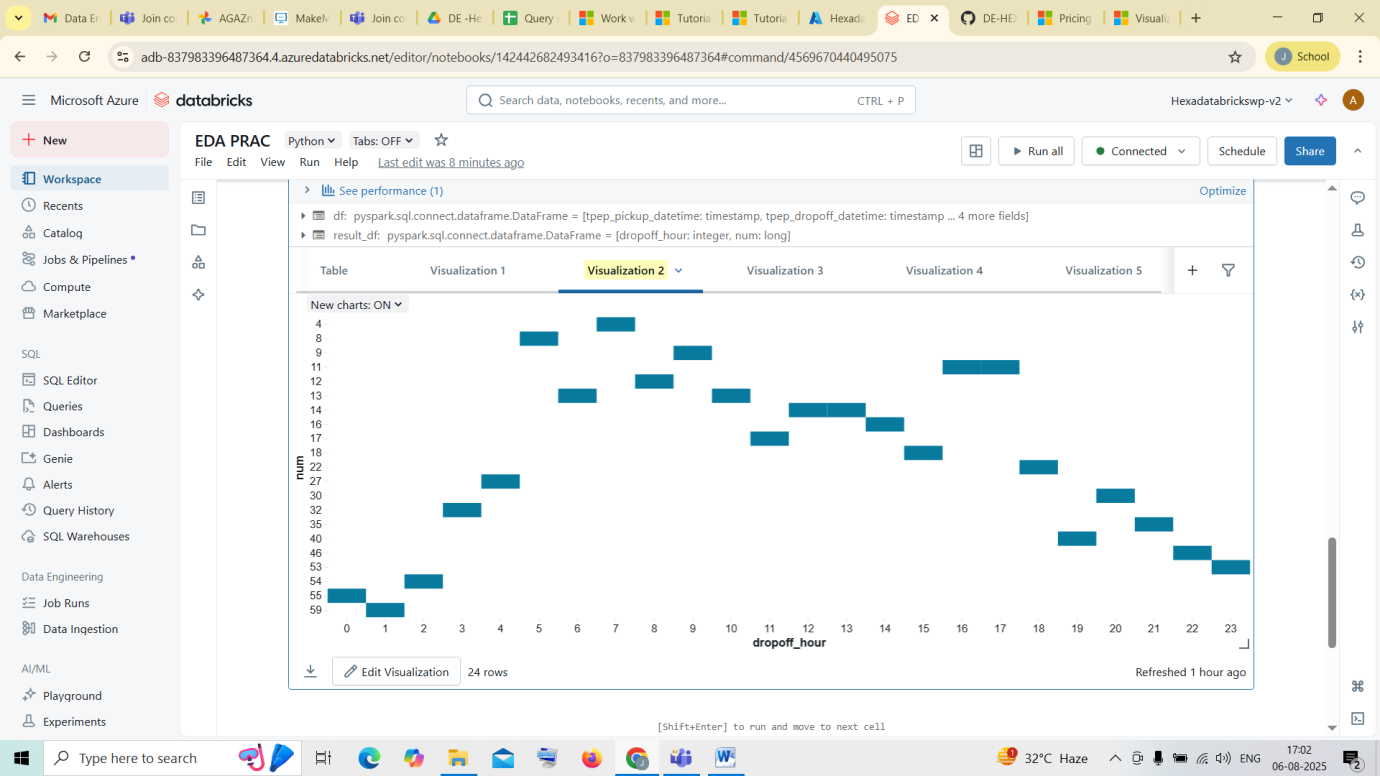 Data En
Join co
AGAZn
MakeM
Join co
DE -He
Query
Work w
Tutoria
Tutoria
Hexada
ED
DE-HEX
Pricing
Visualiz
adb-837983396487364.4.azuredatabricks.net/editor/notebooks/1424426824934​16?o=837983396487364#command/4569670440495075
J School
Microsoft Azure databricks
Search data, notebooks, recents, and more... CTRL + P
Hexadatabrickswp-v2 A
New
Workspace
Recents
Catalog
Jobs & Pipelines
Compute
Marketplace
SQL
SQL Editor
Queries
Dashboards
Genie
Alerts
Query History
SQL Warehouses
Data Engineering
Job Runs
Data Ingestion
AI/ML
Playground
Experiments
EDA PRAC Python Tabs: OFF
File Edit View Run Help Last edit was 8 minutes ago
Run all Connected Schedule Share
See performance (1) Optimize
df: pyspark.sql.connect.dataframe.DataFrame = [tpep_pickup_datetime: timestamp, tpep_dropoff_datetime: timestamp ... 4 more fields]
result_df: pyspark.sql.connect.dataframe.DataFrame = [dropoff_hour: integer, num: long]
Table Visualization 1 Visualization 2 Visualization 3 Visualization 4 Visualization 5
New charts: ON
4
8
9
11
12
13
14
16
17
18
22
27
30
32
35
40
46
53
54
55
59
num
0 1 2 3 4 5 6 7 8 9 10 11 12 13 14 15 16 17 18 19 20 21 22 23
dropoff_hour
Edit Visualization 24 rows Refreshed 1 hour ago
[Shift+Enter] to run and move to next cell
Type here to search
32°C Haze
ENG
17:02
06-08-2025
2